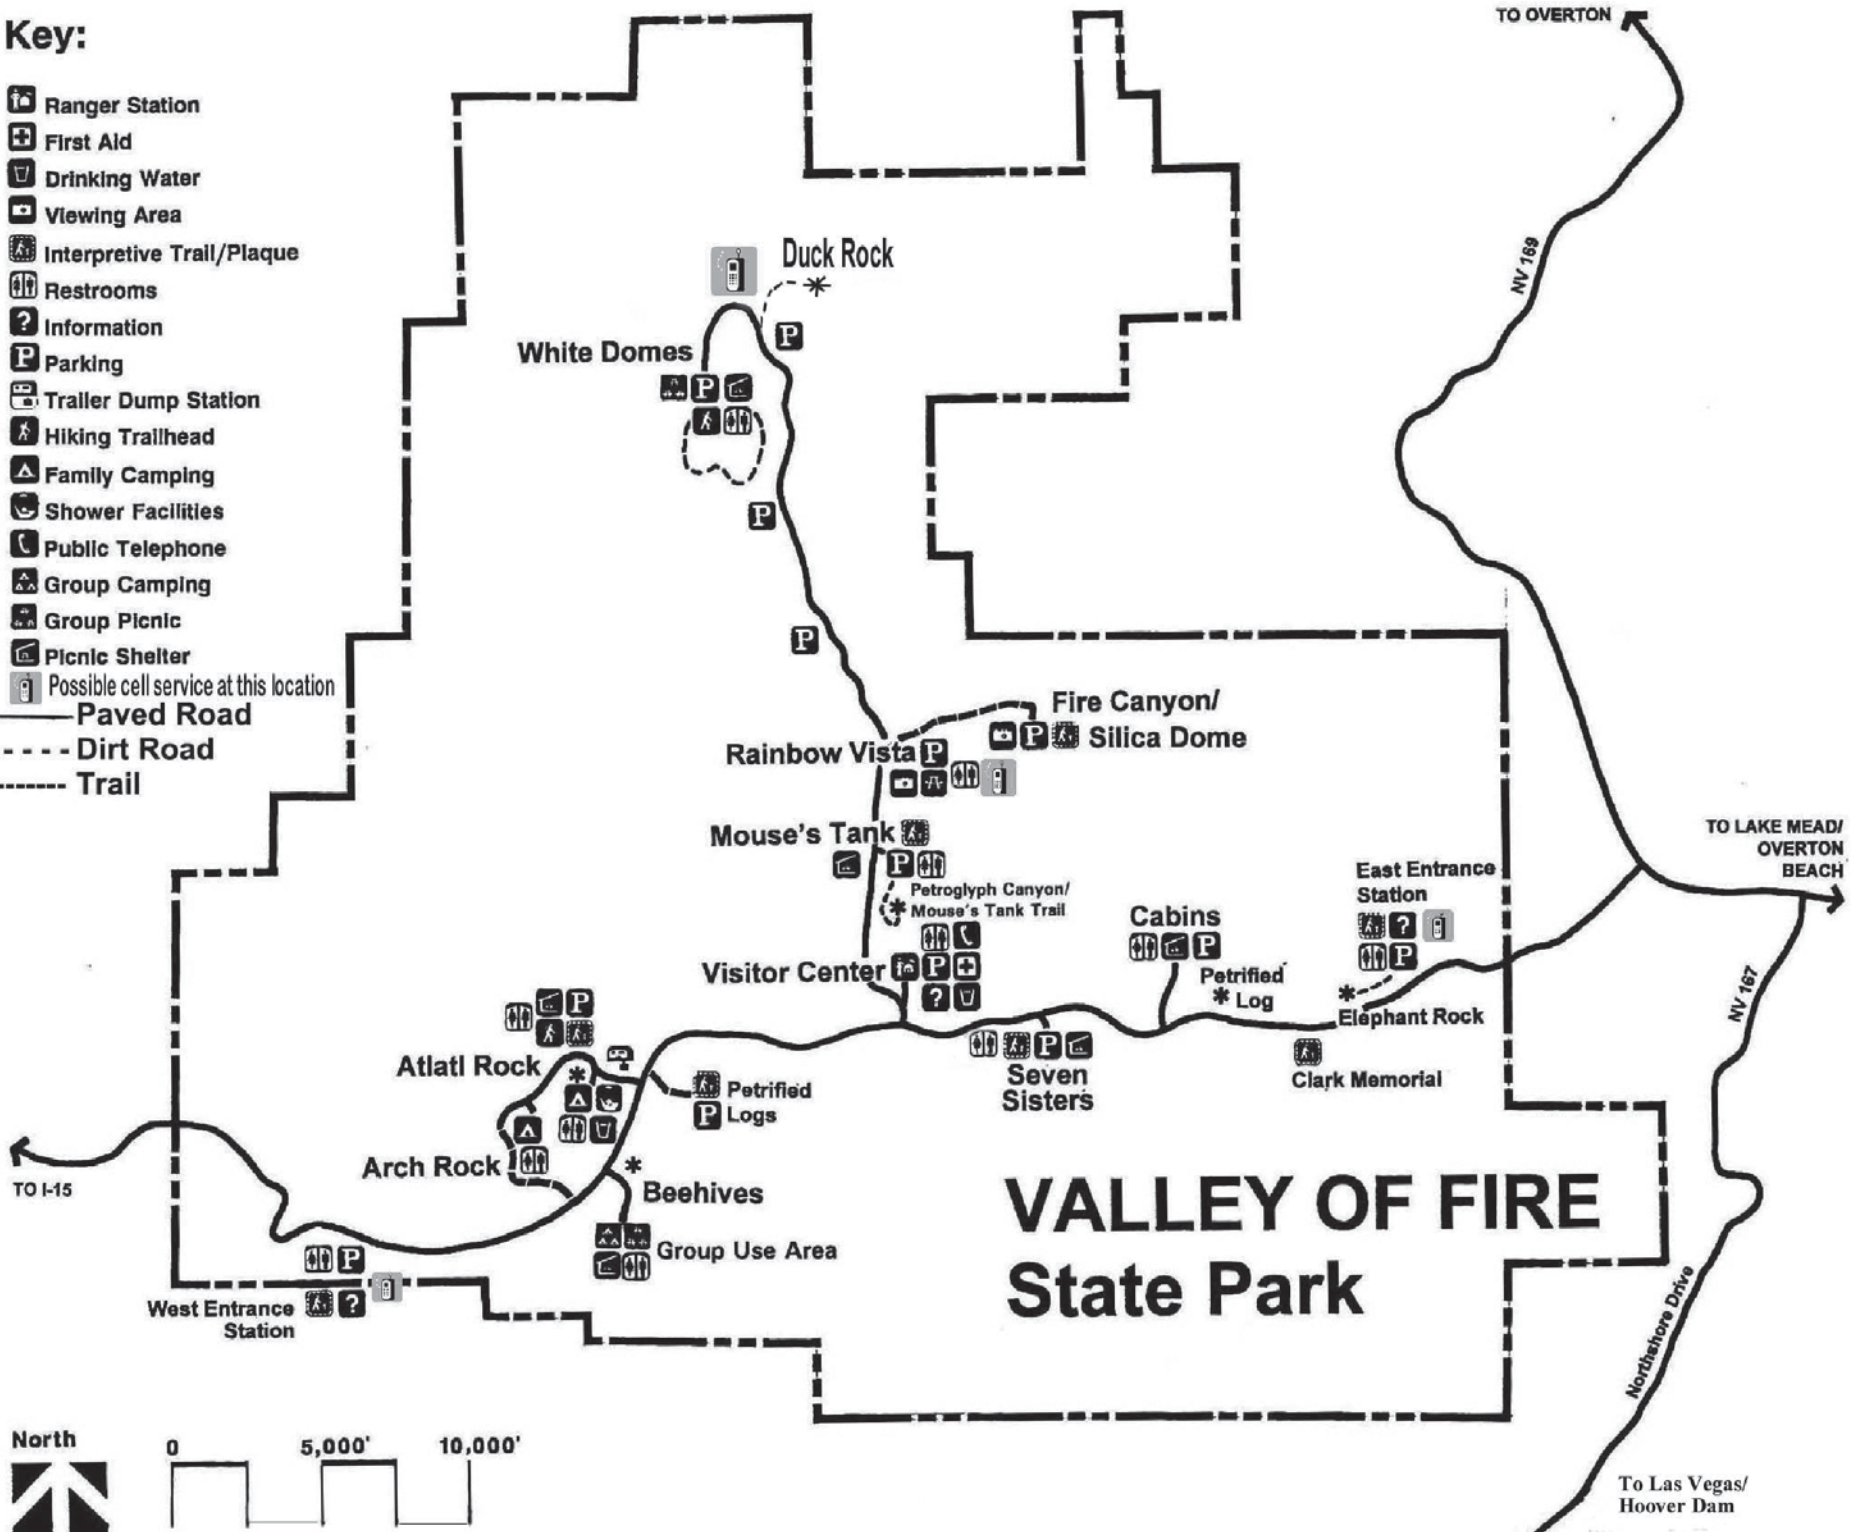 Key:
Ranger Station
First Aid
Drinking Water
Viewing Area
Interpretive Trail/Plaque
Restrooms
? Information
P Parking
Trailer Dump Station
Hiking Trailhead
Family Camping
Shower Facilities
Public Telephone
Group Camping
Group Picnic
Picnic Shelter
Possible cell service at this location
Paved Road
Dirt Road
Trail
TO OVERTON
NV 169
Duck Rock
P
White Domes
P
P
P
Fire Canyon/
P Silica Dome
Rainbow Vista P
Mouse's Tank
P
Petroglyph Canyon/
Mouse's Tank Trail
Visitor Center P
?
Cabins
P
Petrified
Log
East Entrance
Station
?
P
Elephant Rock
Clark Memorial
TO LAKE MEAD/
OVERTON
BEACH
NV 167
P
Atlatl Rock
Petrified
P Logs
P
Seven
Sisters
Arch Rock
Beehives
Group Use Area
TO I-15
P
West Entrance
Station
?
VALLEY OF FIRE
State Park
Northshore Drive
North
0 5,000' 10,000'
To Las Vegas/
Hoover Dam